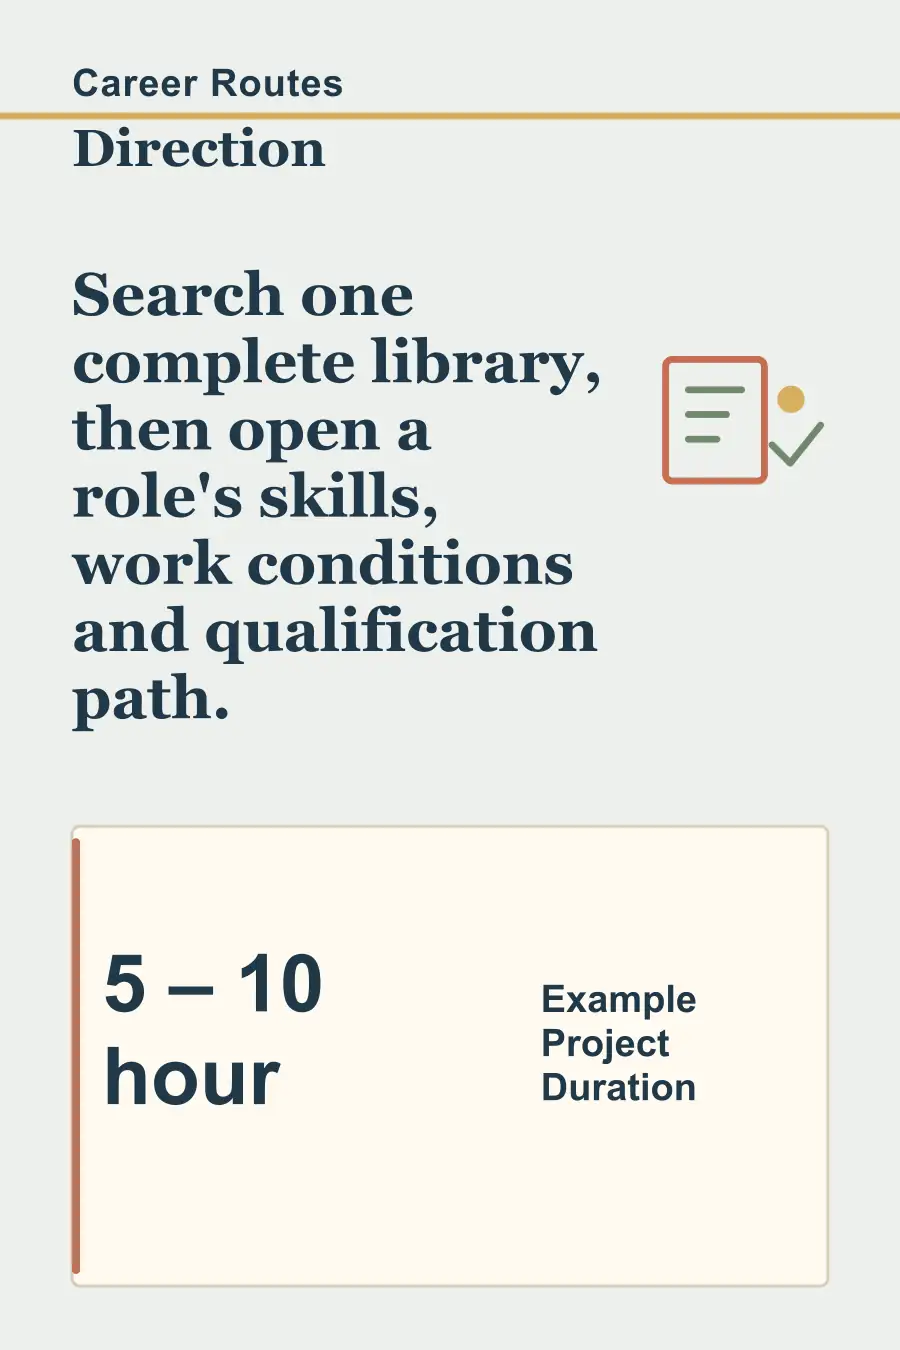 Career Routes
Direction
Search one
complete library,
then open a
role's skills,
work conditions
and qualification
path.
5 – 10
hour
Example
Project
Duration